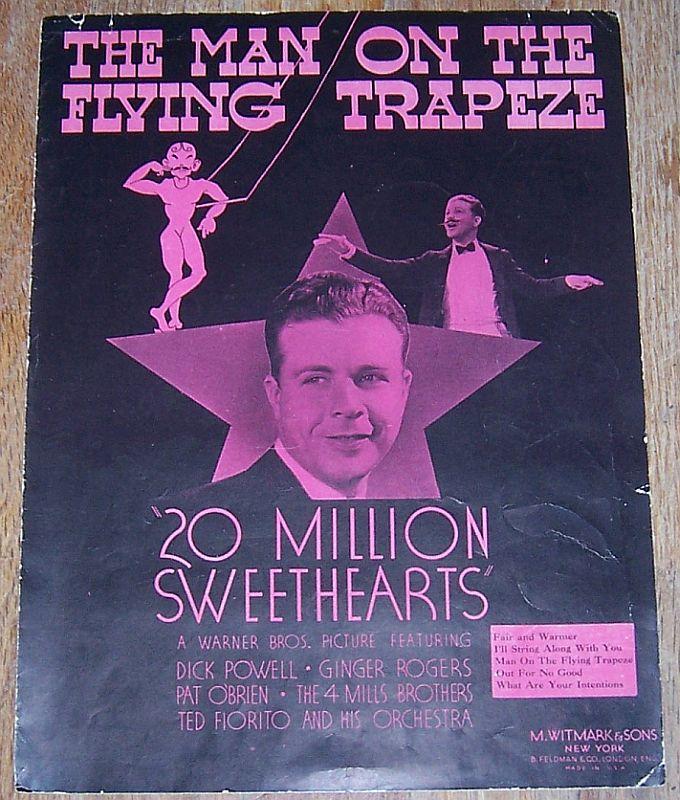 THE MAN ON THE
FLYING TRAPEZE
"20 MILLION
SWEETHEARTS"
A WARNER BROS. PICTURE FEATURING
DICK POWELL • GINGER ROGERS
PAT O'BRIEN • THE 4 MILLS BROTHERS
TED FIORITO AND HIS ORCHESTRA
Fair and Warmer
I'll String Along With You
Man On The Flying Trapeze
Out For No Good
What Are Your Intentions
M. WITMARK & SONS
NEW YORK
B. FELDMAN & CO., LONDON, ENG.
MADE IN U.S.A.